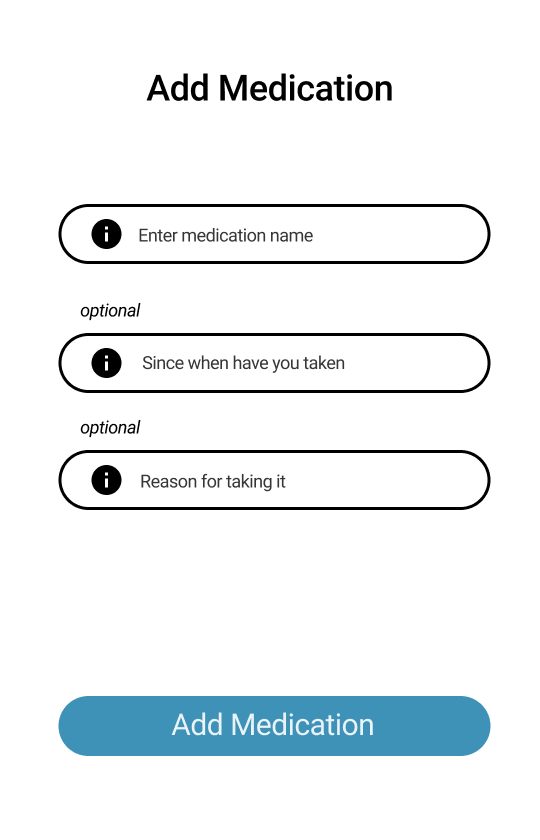 Add Medication
Enter medication name
optional
Since when have you taken
optional
Reason for taking it
Add Medication